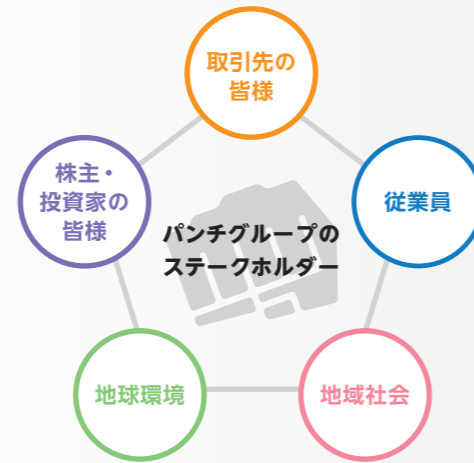 取引先の
皆様
株主・
投資家の
皆様
従業員
パンチグループの
ステークホルダー
地球環境
地域社会